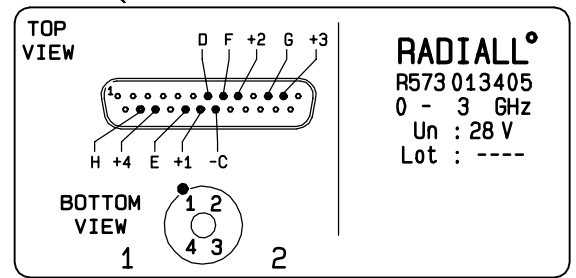 TOP
VIEW
D F +2 G +3
1
H +4 E +1 -C
BOTTOM
VIEW
1 2
4 3
1 2
RADIALL°
R573 013405
0 - 3 GHz
Un : 28 V
Lot : ----